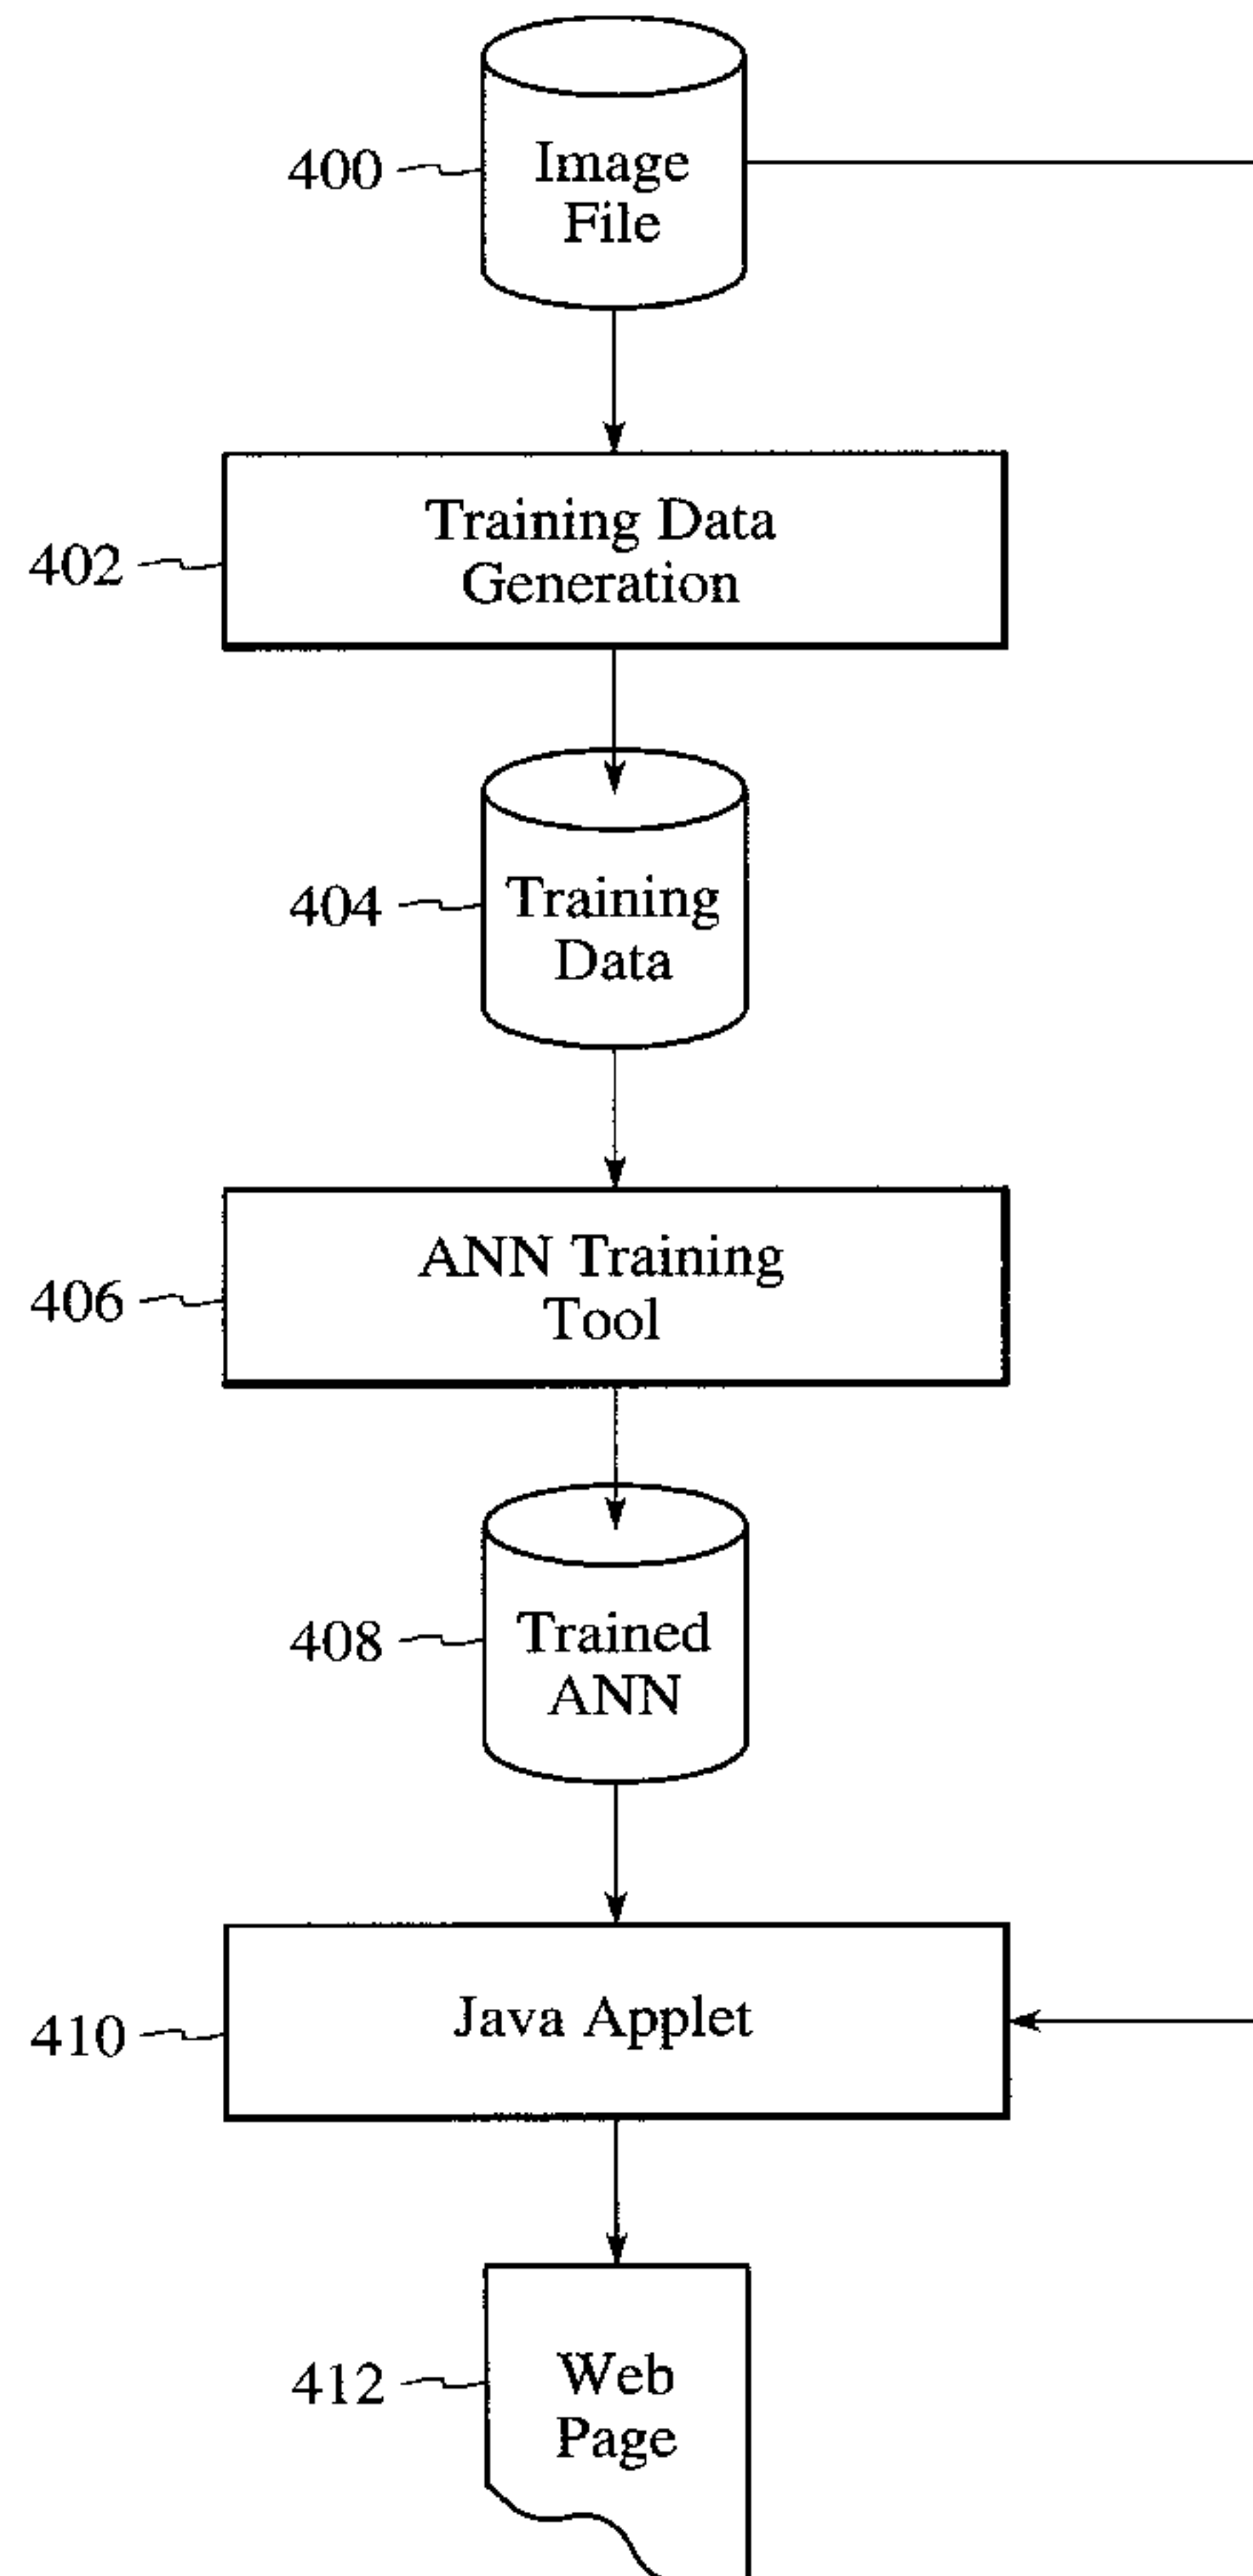 400
Image
File
402
Training Data
Generation
404
Training
Data
406
ANN Training
Tool
408
Trained
ANN
410
Java Applet
412
Web
Page